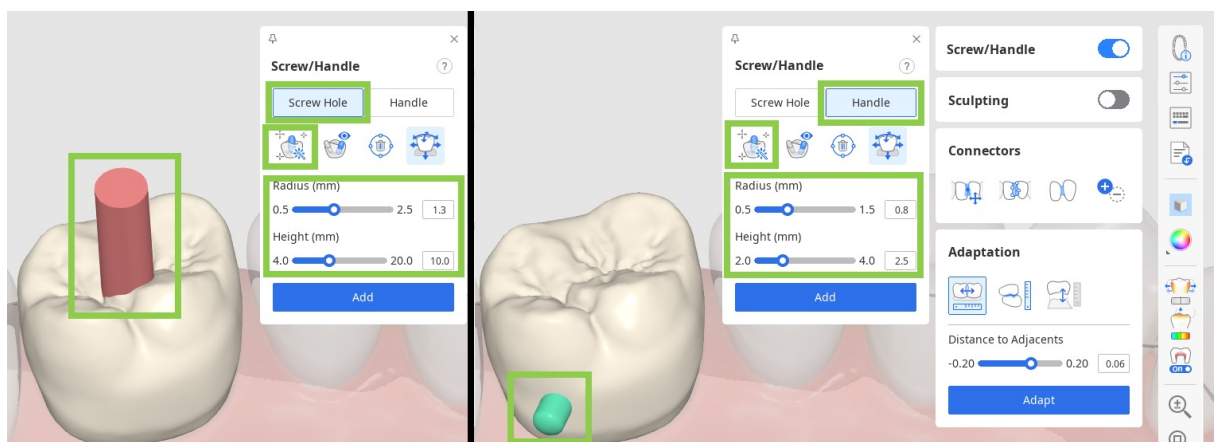 Screw/Handle
?
Screw Hole
Handle
Radius (mm)
0.5
2.5
1.3
Height (mm)
4.0
20.0
10.0
Add
Screw/Handle
?
Screw Hole
Handle
Radius (mm)
0.5
1.5
0.8
Height (mm)
2.0
4.0
2.5
Add
Screw/Handle
Sculpting
Connectors
Adaptation
Distance to Adjacents
-0.20
0.20
0.06
Adapt
ON